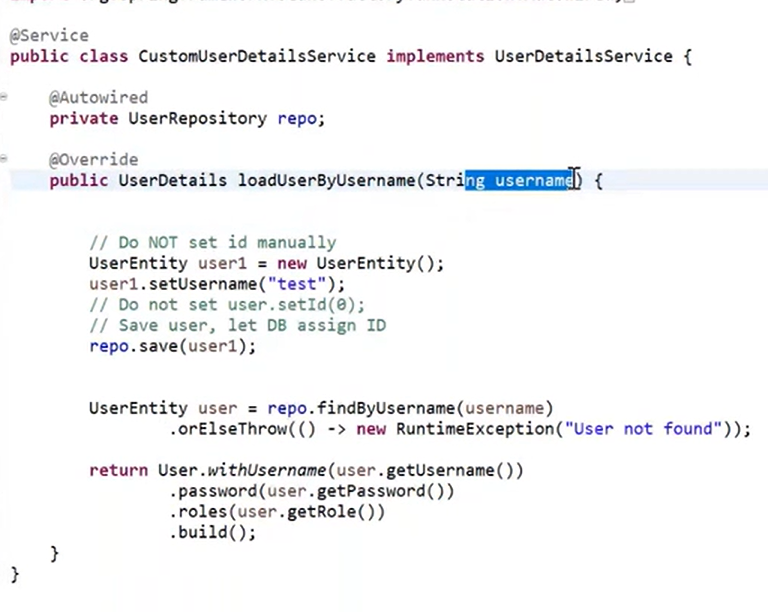 @Service
public class CustomUserDetailsService implements UserDetailsService {
@Autowired
private UserRepository repo;
@Override
public UserDetails loadUserByUsername(String username) {
// Do NOT set id manually
UserEntity user1 = new UserEntity();
user1.setUsername("test");
// Do not set user.setId(0);
// Save user, let DB assign ID
repo.save(user1);
UserEntity user = repo.findByUsername(username)
.orElseThrow(() -> new RuntimeException("User not found"));
return User.withUsername(user.getUsername())
.password(user.getPassword())
.roles(user.getRole())
.build();
}
}